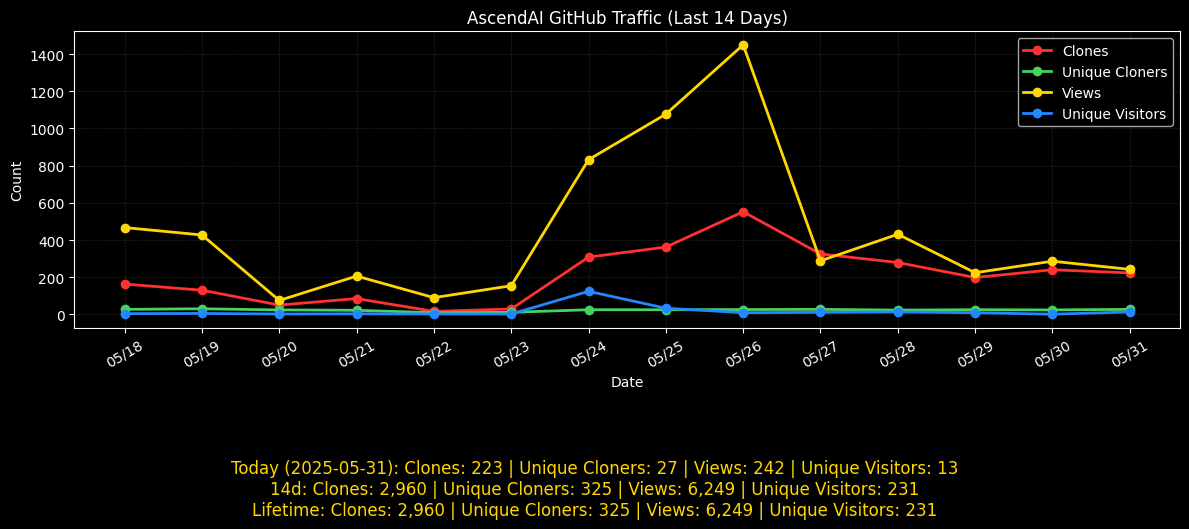 AscendAI GitHub Traffic (Last 14 Days)
Clones
Unique Cloners
Views
Unique Visitors
Count
1400
1200
1000
800
600
400
200
0
05/18 05/19 05/20 05/21 05/22 05/23 05/24 05/25 05/26 05/27 05/28 05/29 05/30 05/31
Date
Today (2025-05-31): Clones: 223 | Unique Cloners: 27 | Views: 242 | Unique Visitors: 13
14d: Clones: 2,960 | Unique Cloners: 325 | Views: 6,249 | Unique Visitors: 231
Lifetime: Clones: 2,960 | Unique Cloners: 325 | Views: 6,249 | Unique Visitors: 231